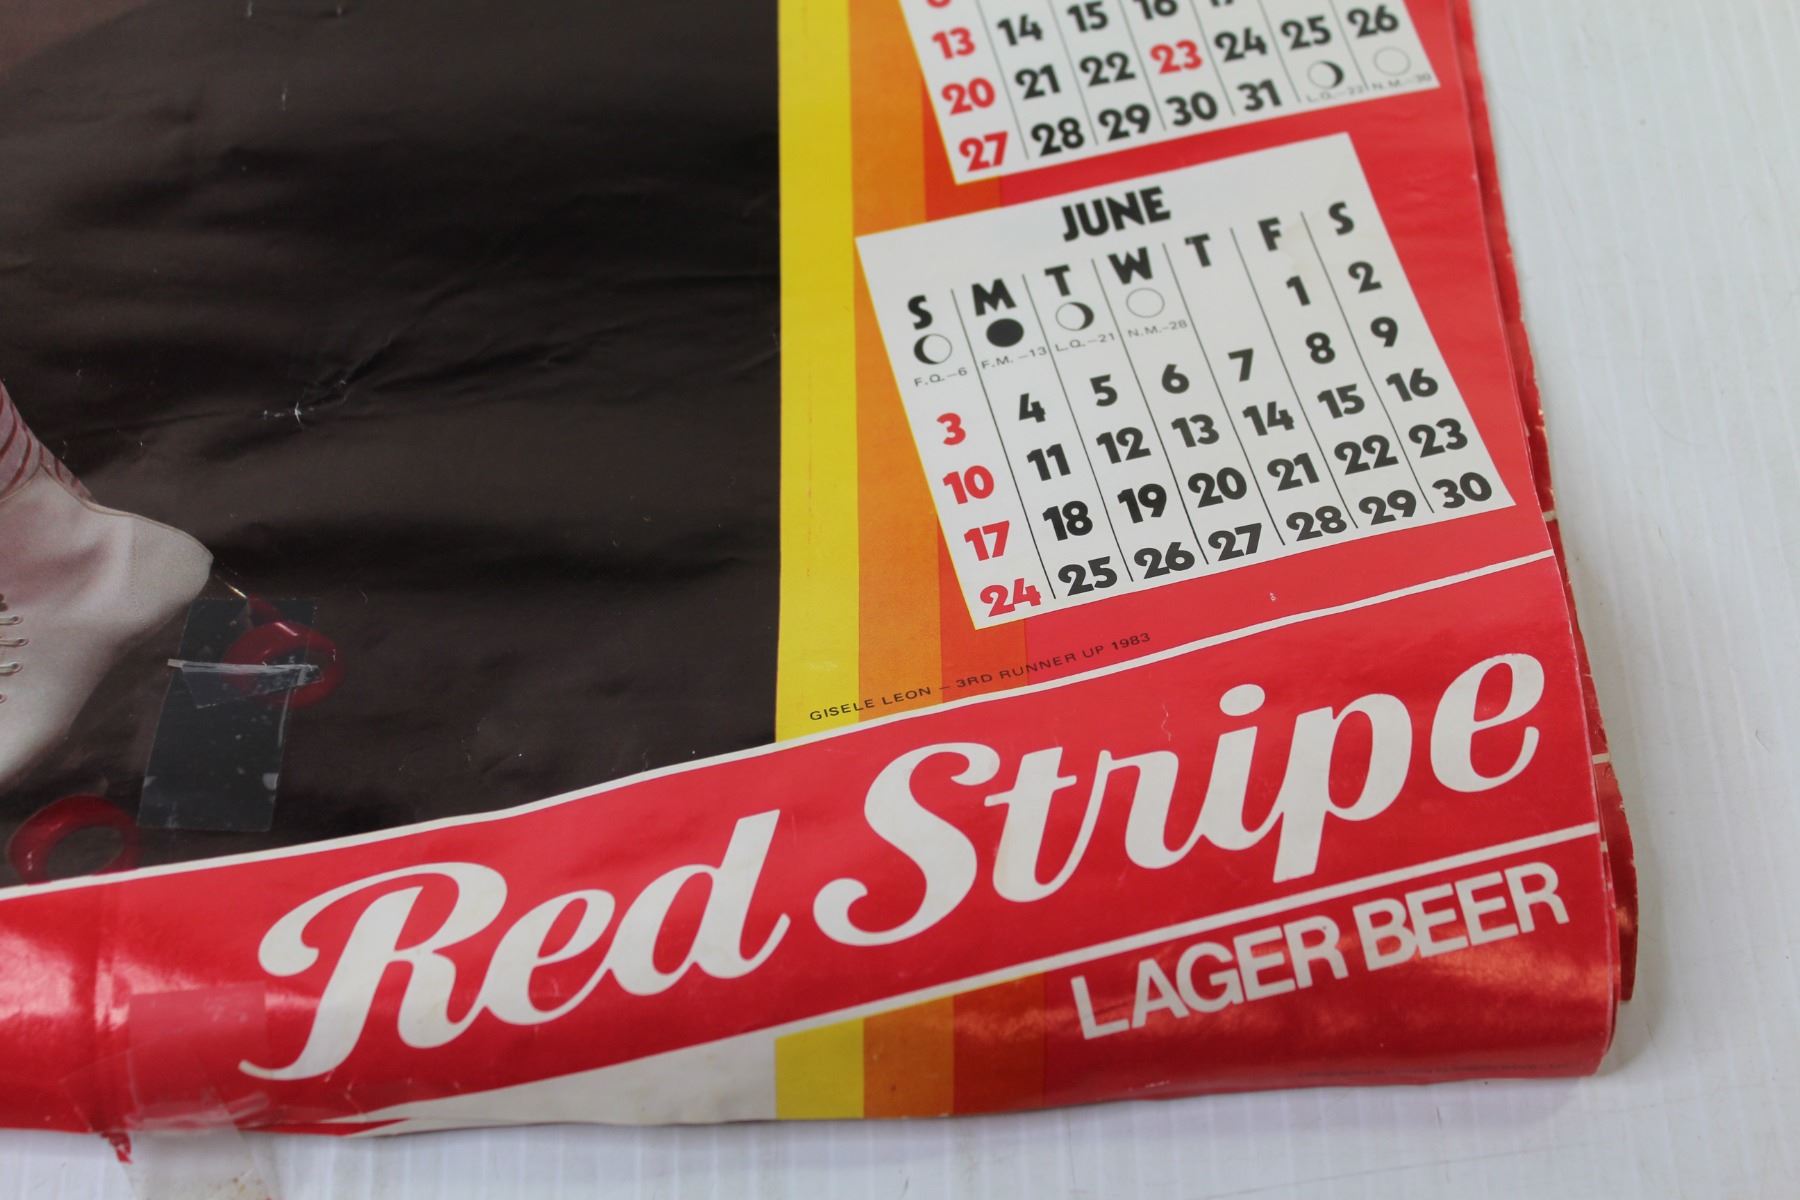 13 14 15 16
20 21 22 23 24 25 26
27 28 29 30 31 L.Q.-22 N.M.-30
JUNE
S M T W T F S
F.Q.-6 F.M.-13 L.Q.-21 N.M.-28 1 2
3 4 5 6 7 8 9
10 11 12 13 14 15 16
17 18 19 20 21 22 23
24 25 26 27 28 29 30
GISELE LEON – 3RD RUNNER UP 1983
Red Stripe
LAGER BEER